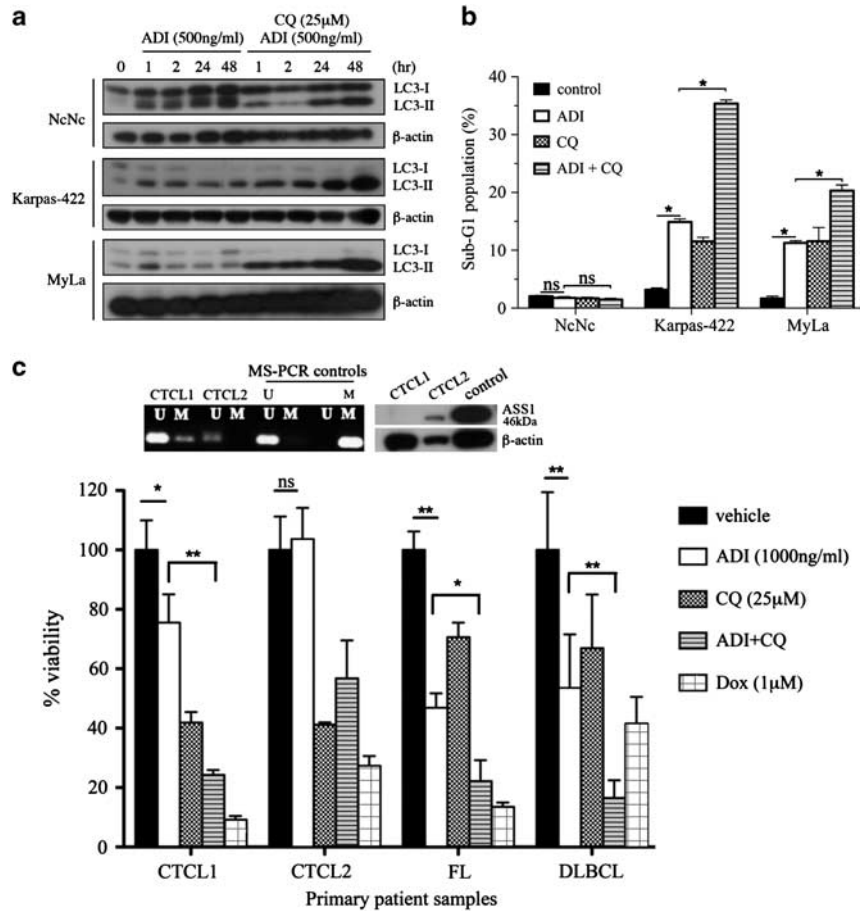 a
ADI (500ng/ml)
CQ (25µM)
ADI (500ng/ml)
0 1 2 24 48 1 2 24 48 (hr)
NcNc
LC3-I
LC3-II
β-actin
Karpas-422
LC3-I
LC3-II
β-actin
MyLa
LC3-I
LC3-II
β-actin
b
Sub-G1 population (%)
40
30
20
10
0
control
ADI
CQ
ADI + CQ
ns ns
* *
* *
NcNc Karpas-422 MyLa
c
MS-PCR controls
CTCL1 CTCL2 U M
U M U M U M U M
CTCL1 CTCL2 control
ASS1
46kDa
β-actin
% viability
120
100
80
60
40
20
0
* **
ns
** *
** **
vehicle
ADI (1000ng/ml)
CQ (25µM)
ADI+CQ
Dox (1µM)
CTCL1 CTCL2 FL DLBCL
Primary patient samples